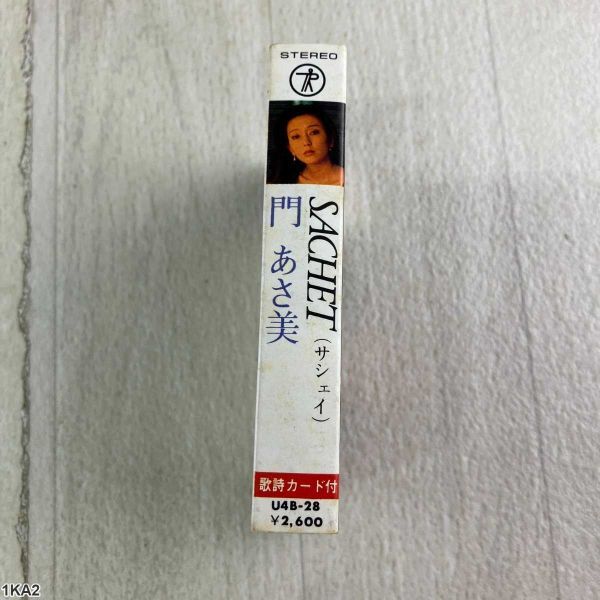 STEREO
SACHET(サシェイ)
門 あさ美
歌詩カード付
U4B-28
¥2,600
1KA2